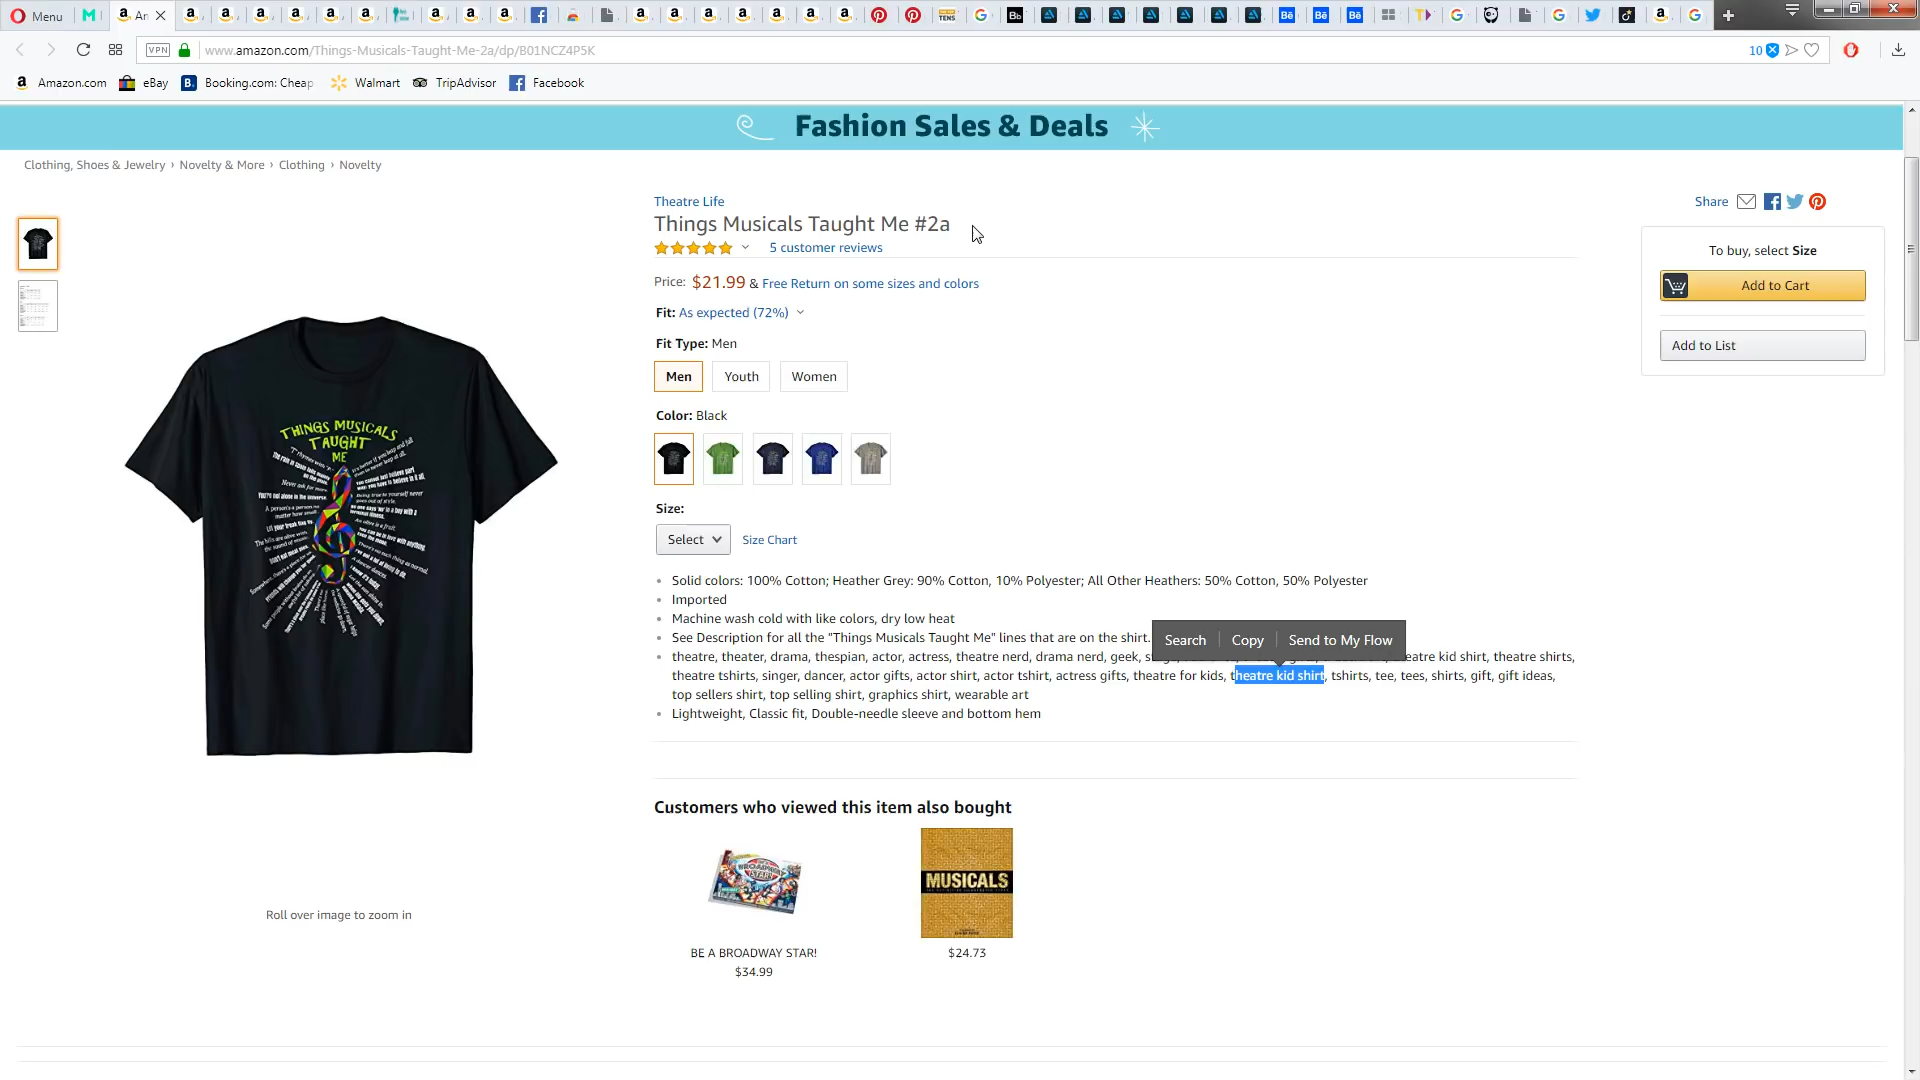 Menu
An
www.amazon.com/Things-Musicals-Taught-Me-2a/dp/B01NCZ4P5K
VPN
10
Amazon.com
eBay
Booking.com: Cheap
Walmart
TripAdvisor
Facebook
Fashion Sales & Deals
Clothing, Shoes & Jewelry › Novelty & More › Clothing › Novelty
Theatre Life
Things Musicals Taught Me #2a
5 customer reviews
Price: $21.99 & Free Return on some sizes and colors
Fit: As expected (72%)
Fit Type: Men
Men
Youth
Women
Color: Black
Size:
Select
Size Chart
• Solid colors: 100% Cotton; Heather Grey: 90% Cotton, 10% Polyester; All Other Heathers: 50% Cotton, 50% Polyester
• Imported
• Machine wash cold with like colors, dry low heat
• See Description for all the "Things Musicals Taught Me" lines that are on the shirt.
Search
Copy
Send to My Flow
• theatre, theater, drama, thespian, actor, actress, theatre nerd, drama nerd, geek, theatre kid shirt, theatre shirts,
theatre tshirts, singer, dancer, actor gifts, actor shirt, actor tshirt, actress gifts, theatre for kids, theatre kid shirt, tshirts, tee, tees, shirts, gift, gift ideas,
top sellers shirt, top selling shirt, graphics shirt, wearable art
• Lightweight, Classic fit, Double-needle sleeve and bottom hem
Share
To buy, select Size
Add to Cart
Add to List
THINGS MUSICALS
TAUGHT
ME
Roll over image to zoom in
Customers who viewed this item also bought
BROADWAY
STAR!
MUSICALS
BE A BROADWAY STAR!
$34.99
$24.73